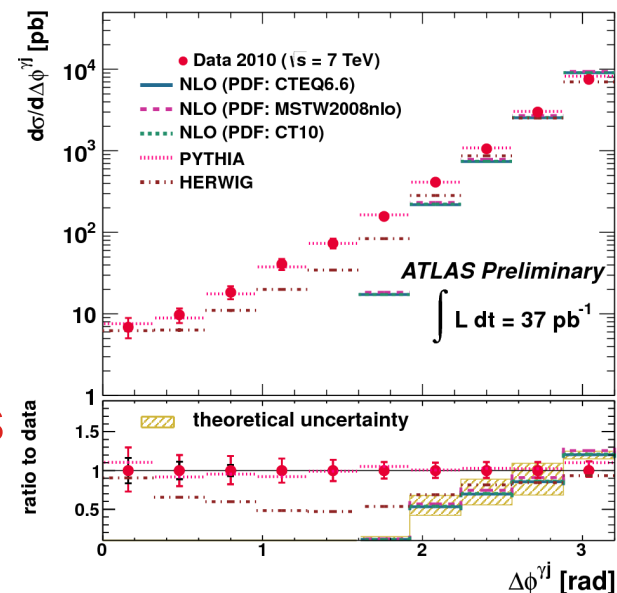 dσ/dΔϕ^γj [pb]
10^4
10^3
10^2
10
1
Data 2010 (√s = 7 TeV)
NLO (PDF: CTEQ6.6)
NLO (PDF: MSTW2008nlo)
NLO (PDF: CT10)
PYTHIA
HERWIG
ATLAS Preliminary
∫ L dt = 37 pb^-1
ratio to data
1.5
1
0.5
theoretical uncertainty
0 1 2 3
Δϕ^γj [rad]